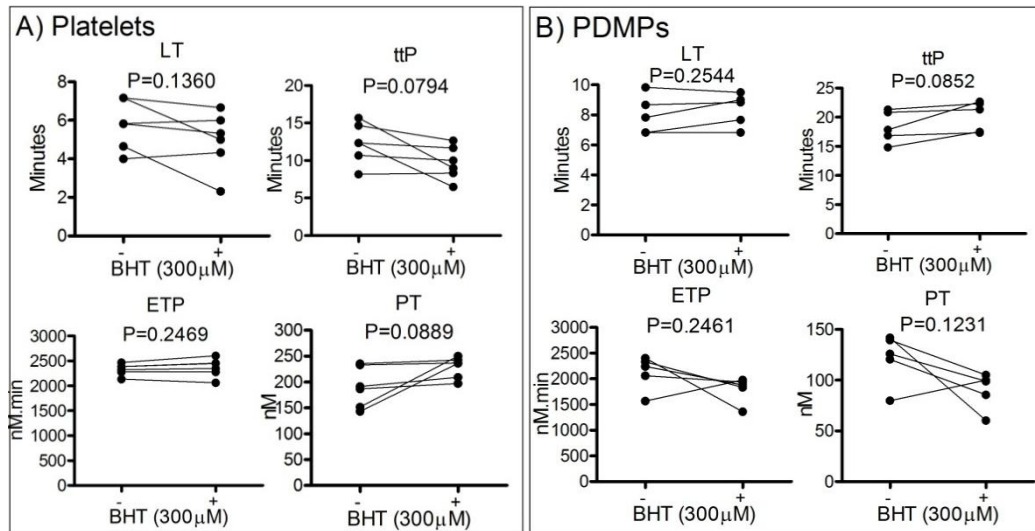 A) Platelets
LT
P=0.1360
8
6
4
2
0
Minutes
- +
BHT (300μM)
ttP
P=0.0794
20
15
10
5
0
Minutes
- +
BHT (300μM)
ETP
P=0.2469
3000
2500
2000
1500
1000
500
0
nM.min
- +
BHT (300μM)
PT
P=0.0889
300
250
200
150
100
50
0
nM
- +
BHT (300μM)
B) PDMPs
LT
P=0.2544
10
8
6
4
2
0
Minutes
- +
BHT (300μM)
ttP
P=0.0852
25
20
15
10
5
0
Minutes
- +
BHT (300μM)
ETP
P=0.2461
3000
2500
2000
1500
1000
500
0
nM.min
- +
BHT (300μM)
PT
P=0.1231
150
100
50
0
nM
- +
BHT (300μM)